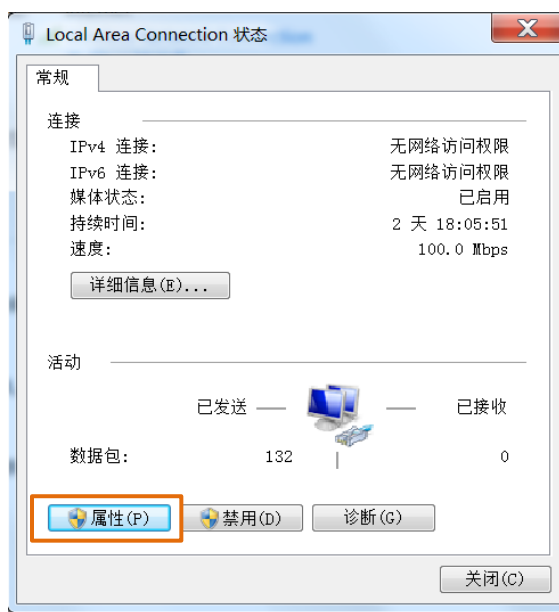 Local Area Connection 状态
常规
连接
IPv4 连接: 无网络访问权限
IPv6 连接: 无网络访问权限
媒体状态: 已启用
持续时间: 2 天 18:05:51
速度: 100.0 Mbps
详细信息(E)...
活动
已发送 — — 已接收
数据包: 132 | 0
属性(P) 禁用(D) 诊断(G)
关闭(C)